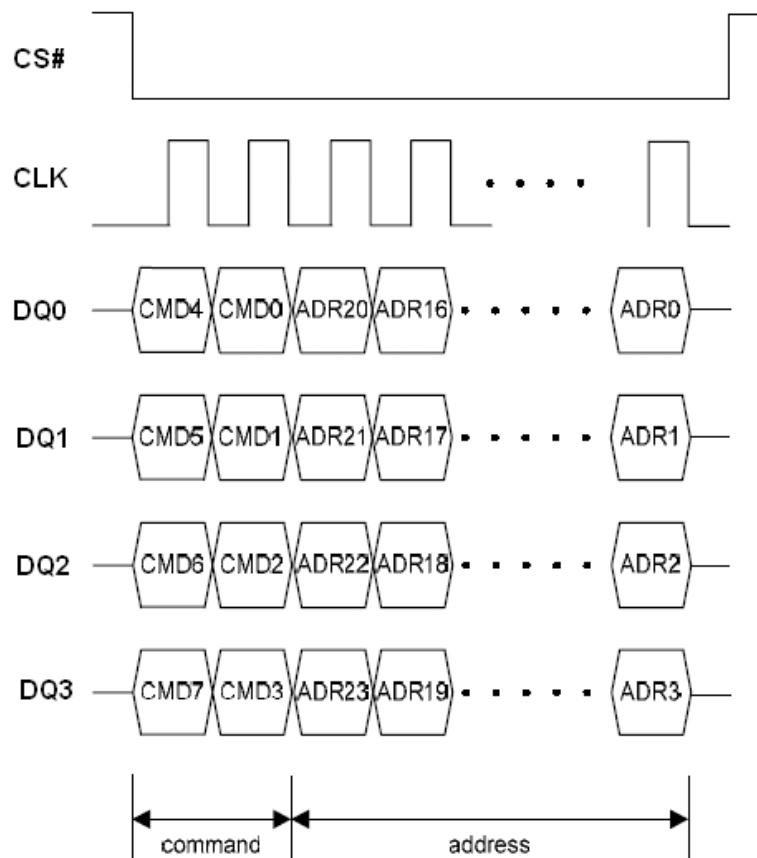 CS#
CLK
DQ0 CMD4 CMD0 ADR20 ADR16 ADR0
DQ1 CMD5 CMD1 ADR21 ADR17 ADR1
DQ2 CMD6 CMD2 ADR22 ADR18 ADR2
DQ3 CMD7 CMD3 ADR23 ADR19 ADR3
command address